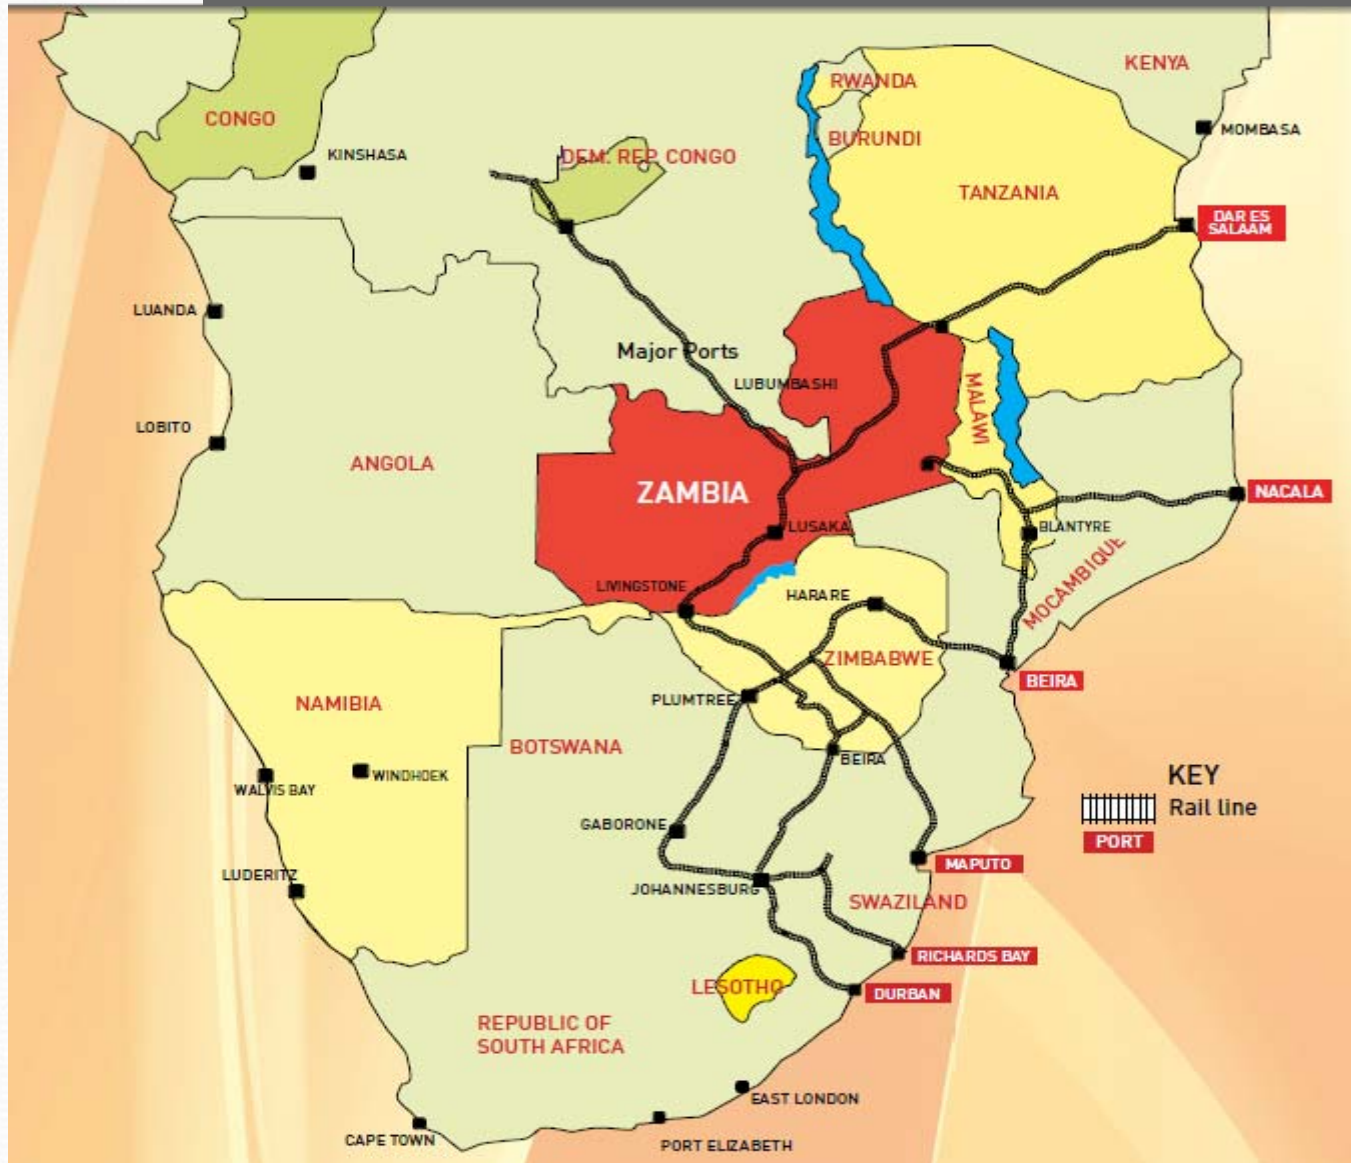 KENYA
RWANDA
CONGO
MOMBASA
BURUNDI
KINSHASA
DEM. REP. CONGO
TANZANIA
DAR ES
SALAAM
LUANDA
Major Ports
LUBUMBASHI
MALAWI
LOBITO
ANGOLA
ZAMBIA
NACALA
LUSAKA
BLANTYRE
MOCAMBIQUE
LIVINGSTONE
HARARE
ZIMBABWE
BEIRA
NAMIBIA
PLUMTREE
BOTSWANA
BEIRA
WINDHOEK
WALVIS BAY
KEY
Rail line
PORT
GABORONE
MAPUTO
LUDERITZ
JOHANNESBURG
SWAZILAND
RICHARDS BAY
LESOTHO
DURBAN
REPUBLIC OF
SOUTH AFRICA
EAST LONDON
CAPE TOWN
PORT ELIZABETH